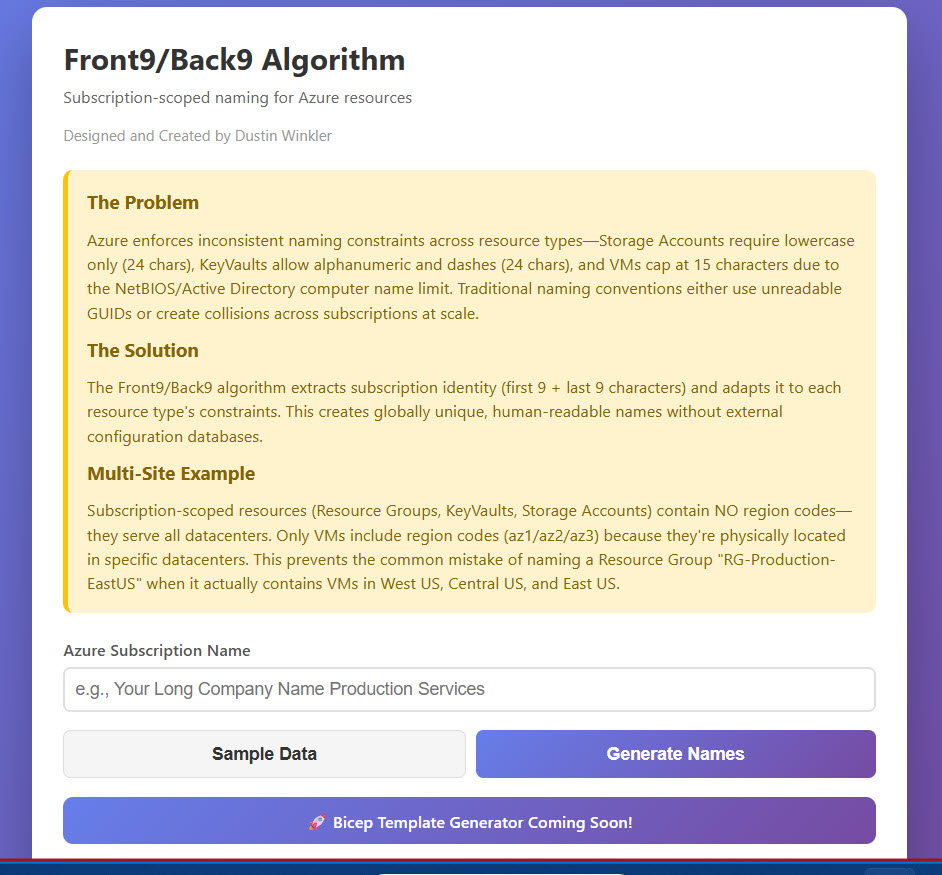 Front9/Back9 Algorithm
Subscription-scoped naming for Azure resources
Designed and Created by Dustin Winkler
The Problem
Azure enforces inconsistent naming constraints across resource types—Storage Accounts require lowercase
only (24 chars), KeyVaults allow alphanumeric and dashes (24 chars), and VMs cap at 15 characters due to
the NetBIOS/Active Directory computer name limit. Traditional naming conventions either use unreadable
GUIDs or create collisions across subscriptions at scale.
The Solution
The Front9/Back9 algorithm extracts subscription identity (first 9 + last 9 characters) and adapts it to each
resource type's constraints. This creates globally unique, human-readable names without external
configuration databases.
Multi-Site Example
Subscription-scoped resources (Resource Groups, KeyVaults, Storage Accounts) contain NO region codes—
they serve all datacenters. Only VMs include region codes (az1/az2/az3) because they're physically located
in specific datacenters. This prevents the common mistake of naming a Resource Group "RG-Production-
EastUS" when it actually contains VMs in West US, Central US, and East US.
Azure Subscription Name
e.g., Your Long Company Name Production Services
Sample Data
Generate Names
🚀 Bicep Template Generator Coming Soon!